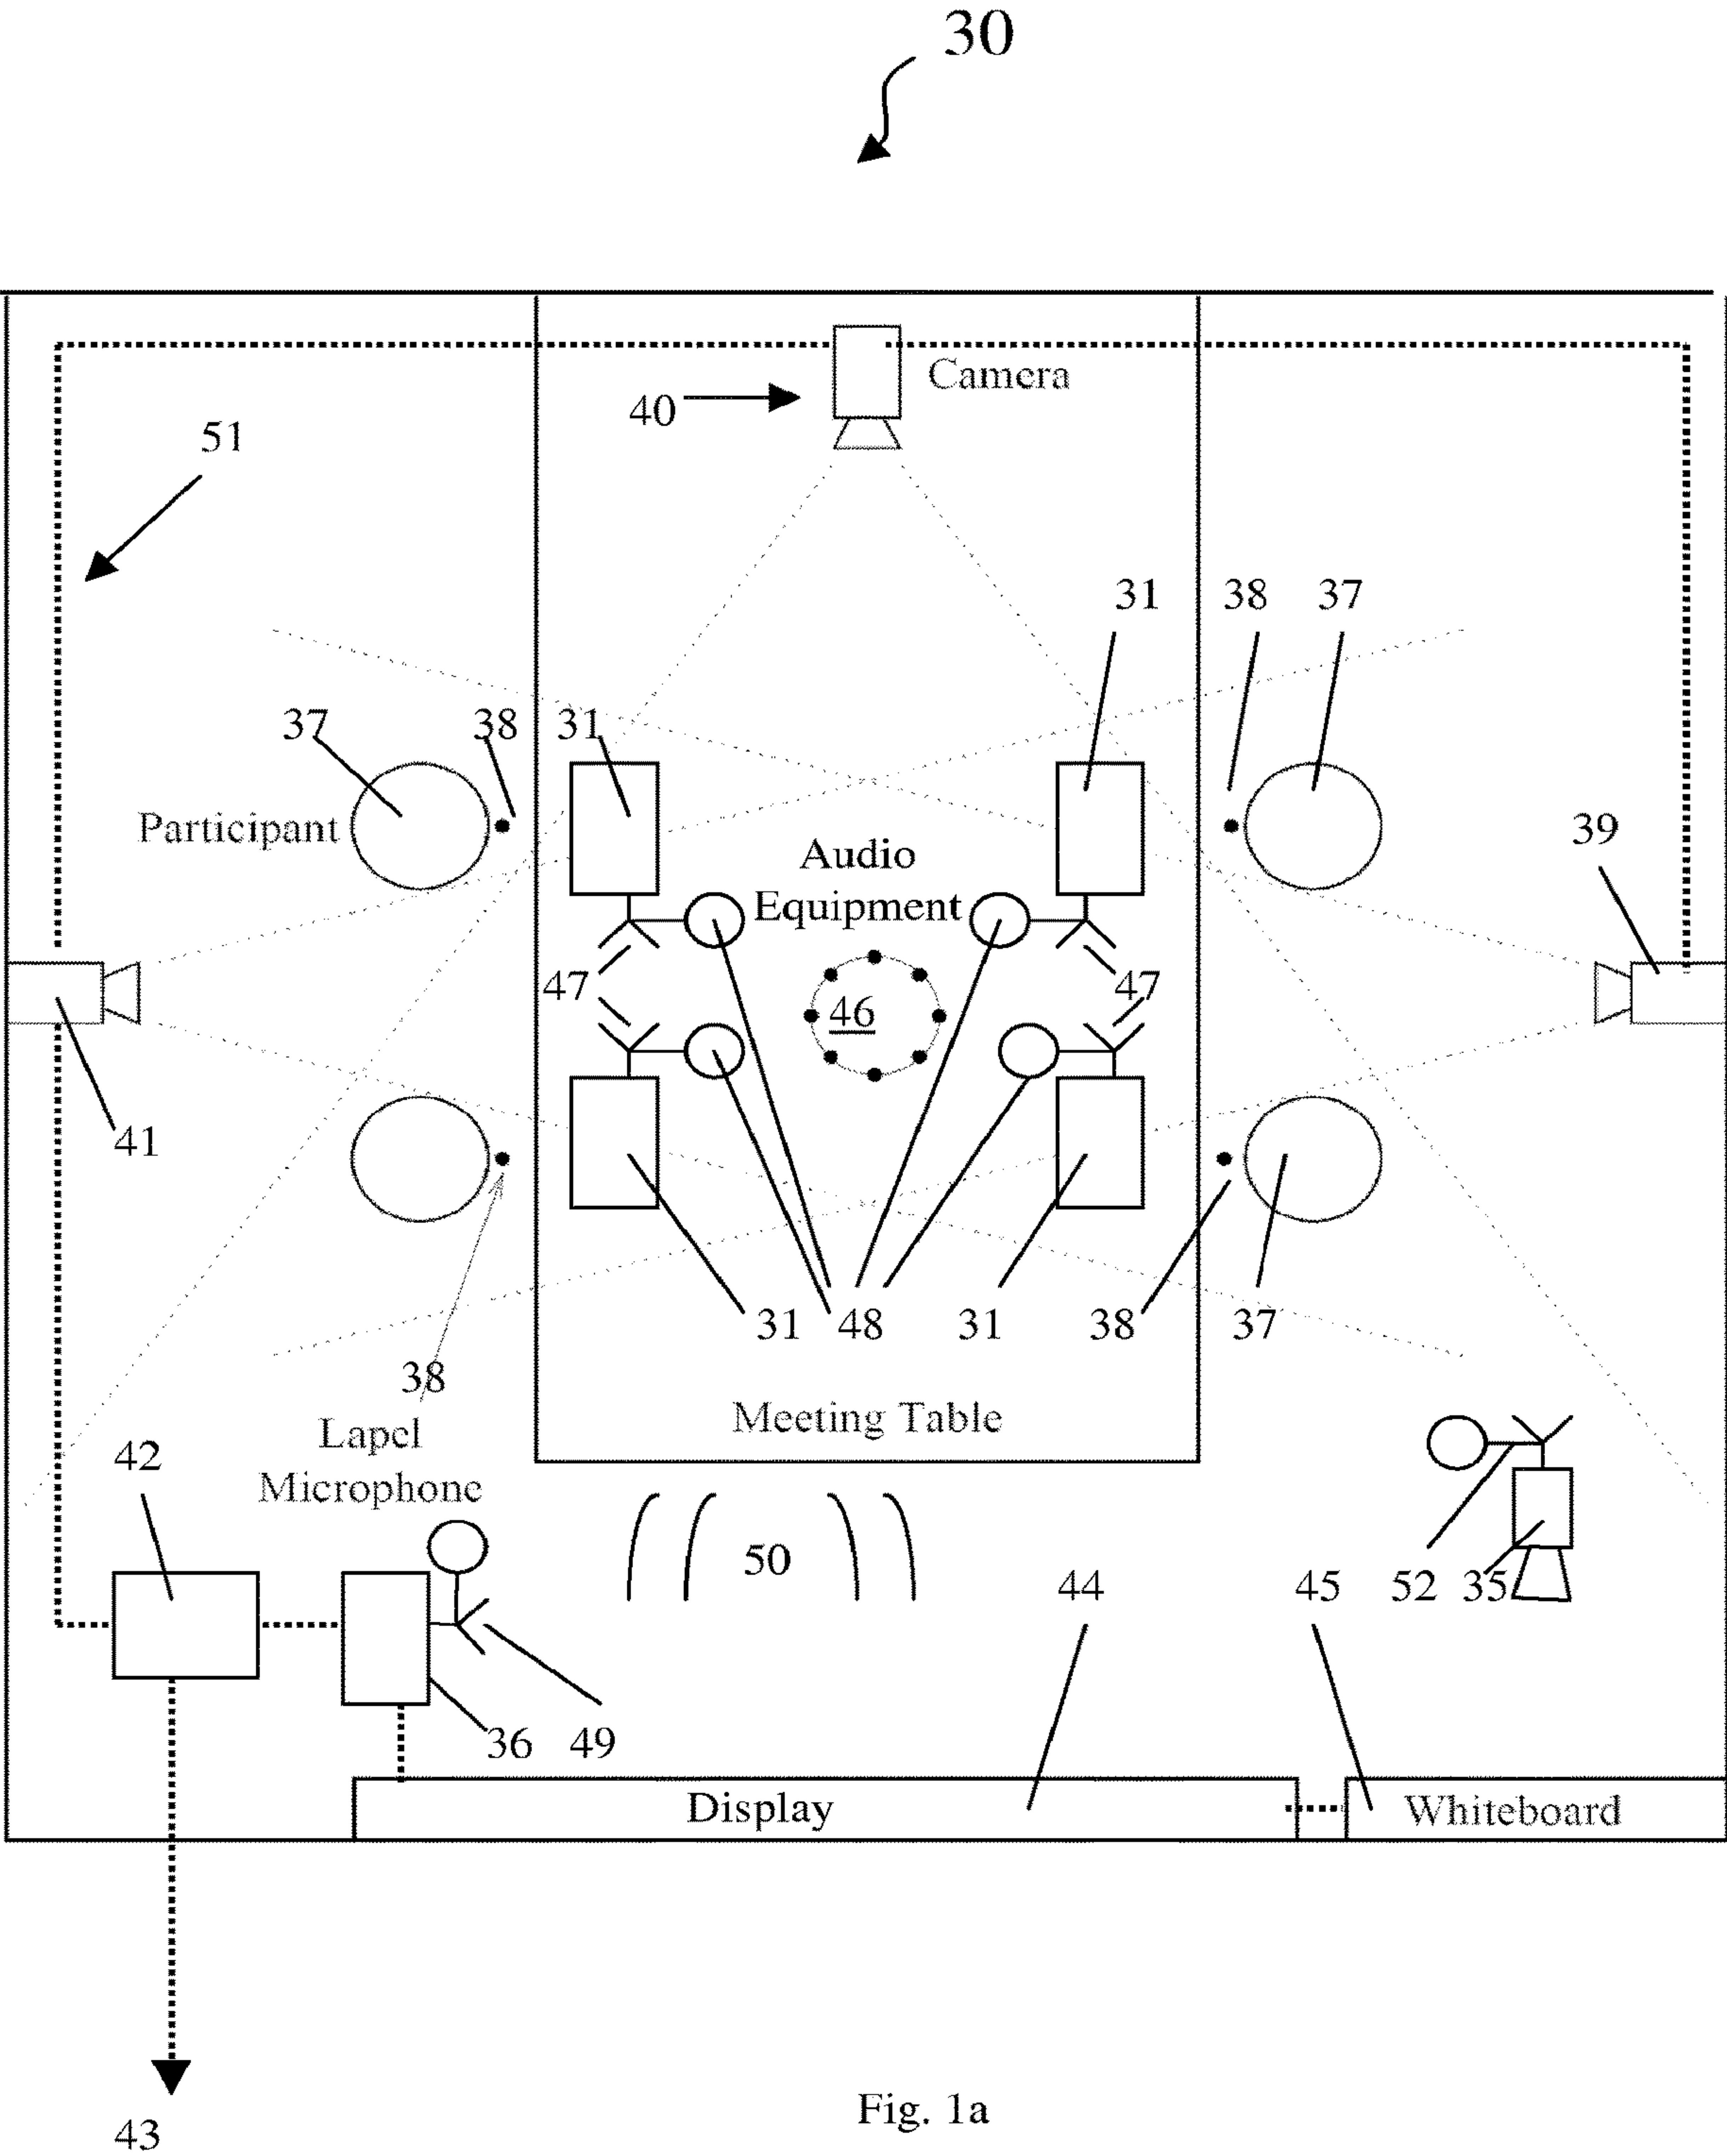 30
Camera
40
51
31 38 37
37 38 31
Participant
39
Audio
Equipment
47 46 47
41
31 48 31 38 37
38
Meeting Table
Lapel
Microphone
42
50
44 45 52 35
36 49
Display
Whiteboard
43
Fig. 1a